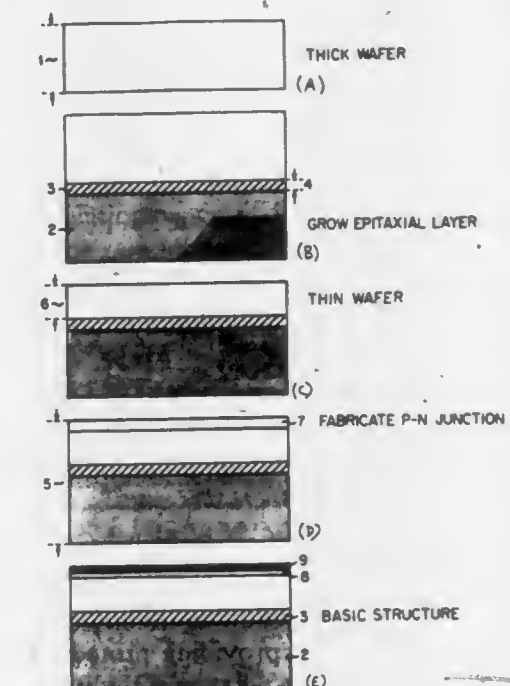 1
THICK WAFER
(A)
3
4
2
GROW EPITAXIAL LAYER
(B)
6
THIN WAFER
(C)
7 FABRICATE P-N JUNCTION
5
(D)
9
8
3 BASIC STRUCTURE
2
(E)